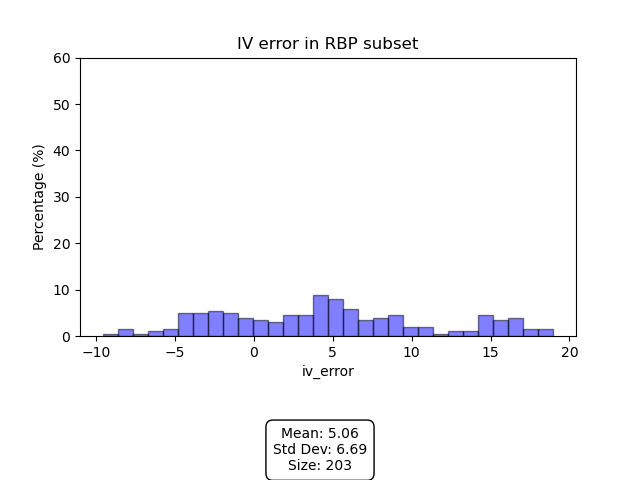 IV error in RBP subset
60
50
40
30
20
10
0
Percentage (%)
−10 −5 0 5 10 15 20
iv_error
Mean: 5.06
Std Dev: 6.69
Size: 203